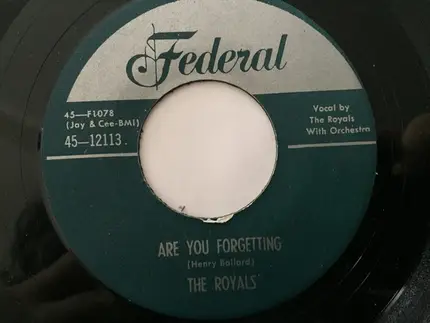 Federal
45—F1078
(Jay & Cee-BMI)
45—12113.
Vocal by
The Royals
With Orchestra
ARE YOU FORGETTING
(Henry Ballard)
THE ROYALS